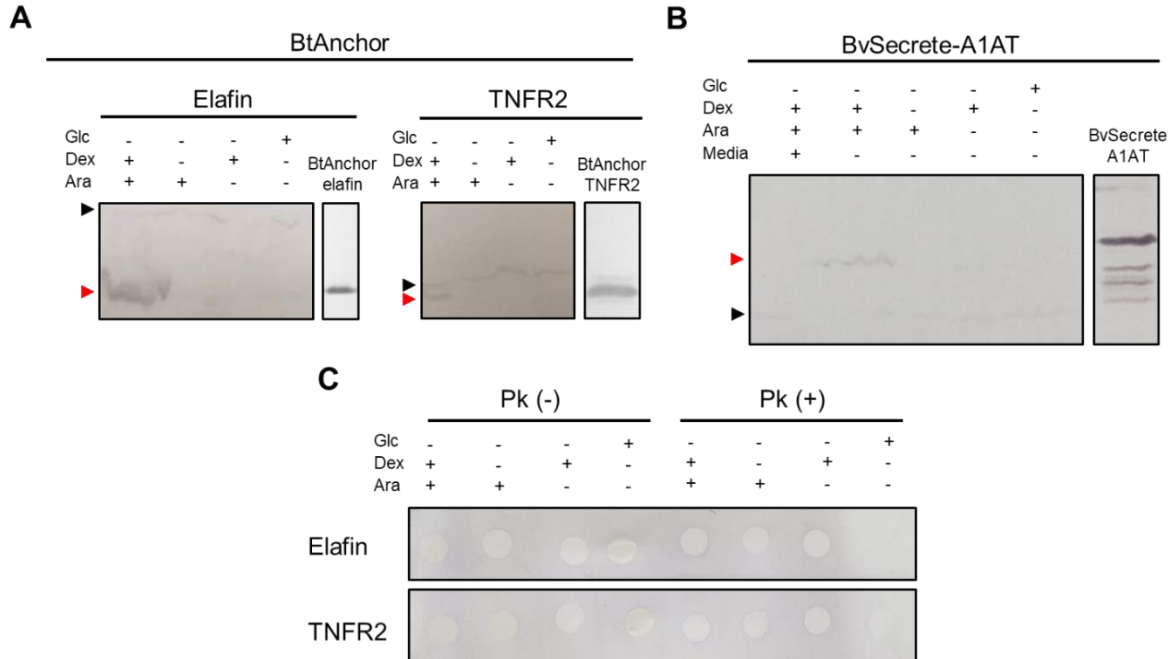 A
BtAnchor
Elafin
Glc - - - +
Dex + - + -
Ara + + - -
BtAnchor
elafin
TNFR2
Glc - - - +
Dex + - + -
Ara + + - -
BtAnchor
TNFR2
B
BvSecrete-A1AT
Glc - - - - +
Dex + + - + -
Ara + + + - -
Media + - - - -
BvSecrete
A1AT
C
Pk (-) Pk (+)
Glc - - - + - - - +
Dex + - + - + - + -
Ara + + - - + + - -
Elafin
TNFR2